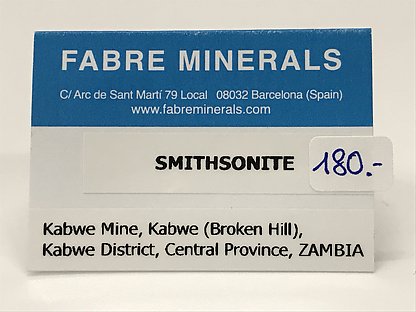 FABRE MINERALS
C/ Arc de Sant Martí 79 Local 08032 Barcelona (Spain)
www.fabreminerals.com
SMITHSONITE 180.-
Kabwe Mine, Kabwe (Broken Hill),
Kabwe District, Central Province, ZAMBIA